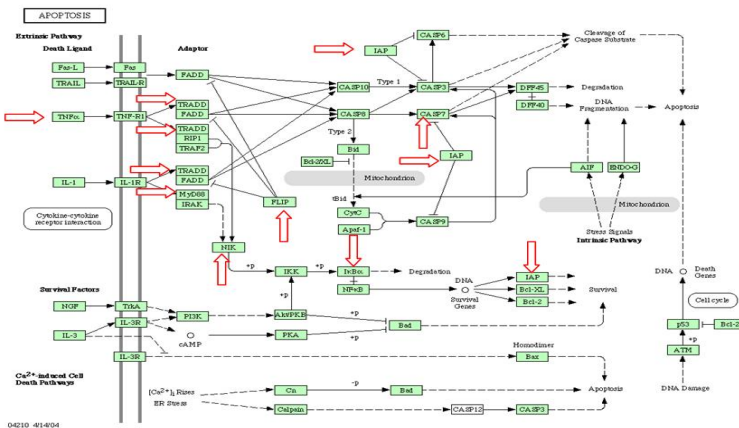 APOPTOSIS
Extrinsic Pathway
Death Ligand
Adaptor
Fas-L
Fas
FADD
TRAIL
TRAIL-R
TNFα
TNF-R1
TRADD
FADD
TRADD
RIP1
TRAF2
IL-1
IL-1R
TRADD
FADD
MyD88
IRAK
Cytokine-cytokine
receptor interaction
FLIP
NIK
CASP10
Type 1
CASP3
CASP6
IAP
CASP8
CASP7
Type 2
Bid
Bcl-2/XL
IAP
Mitochondrion
tBid
CytC
Apaf-1
CASP9
Cleavage of
Caspase Substrate
DFF45
Degradation
DFF40
DNA
Fragmentation
Apoptosis
AIF
ENDO-G
Mitochondrion
Stress Signals
Intrinsic Pathway
+p
IKK
+p
IκBα
Degradation
NFκB
DNA
Survival
Genes
IAP
Bcl-XL
Bcl-2
Survival
DNA
Death
Genes
Cell cycle
p53
Bcl-2
+p
ATM
DNA Damage
Survival Factors
NGF
TrkA
IL-3
IL-3R
PI3K
cAMP
+p
Akt/PKB
PKA
+p
+p
Bad
IL-3R
Homodimer
Bax
Ca²⁺-induced Cell
Death Pathways
[Ca²⁺]i Rises
ER Stress
Cn
-p
Bad
Apoptosis
Calpain
CASP12
CASP3
04210 4/14/04